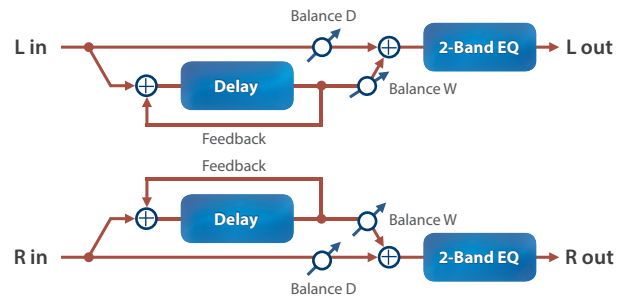 Balance D
L in
2-Band EQ
L out
Delay
Balance W
Feedback
Feedback
Delay
Balance W
R in
2-Band EQ
R out
Balance D